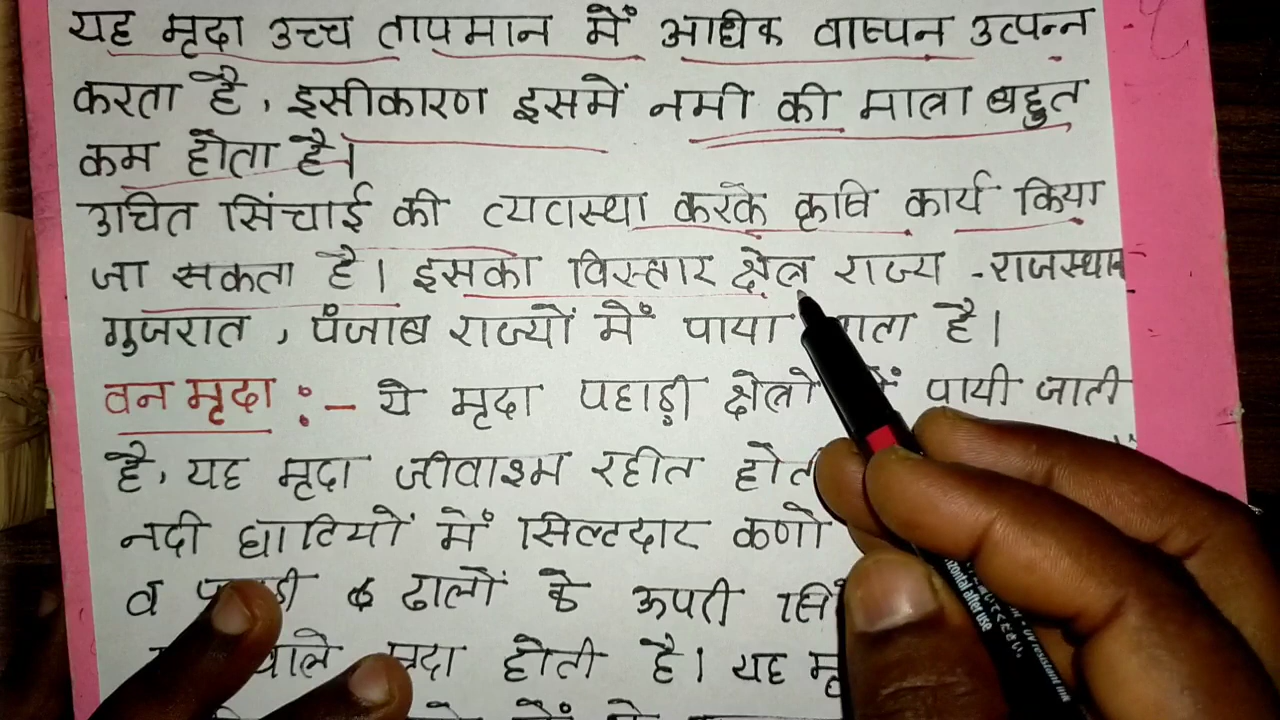 यह मृदा उच्च तापमान में अधिक वाष्पन उत्पन्न
करता है, इसीकारण इसमें नमी की मात्रा बहुत
कम होता है।
उचित सिंचाई की व्यवस्था करके कृषि कार्य किया
जा सकता है। इसका विस्तार क्षेत्र राज्य - राजस्थान
गुजरात, पंजाब राज्यों में पाया जाता है।
वन मृदा :- ये मृदा पहाड़ी क्षेत्रों में पायी जाती
है, यह मृदा जीवाश्म रहीत
नदी घाटियों में सिल्टदार कणो
व ढालों के ऊपरी
वाले मृदा होती है। यह